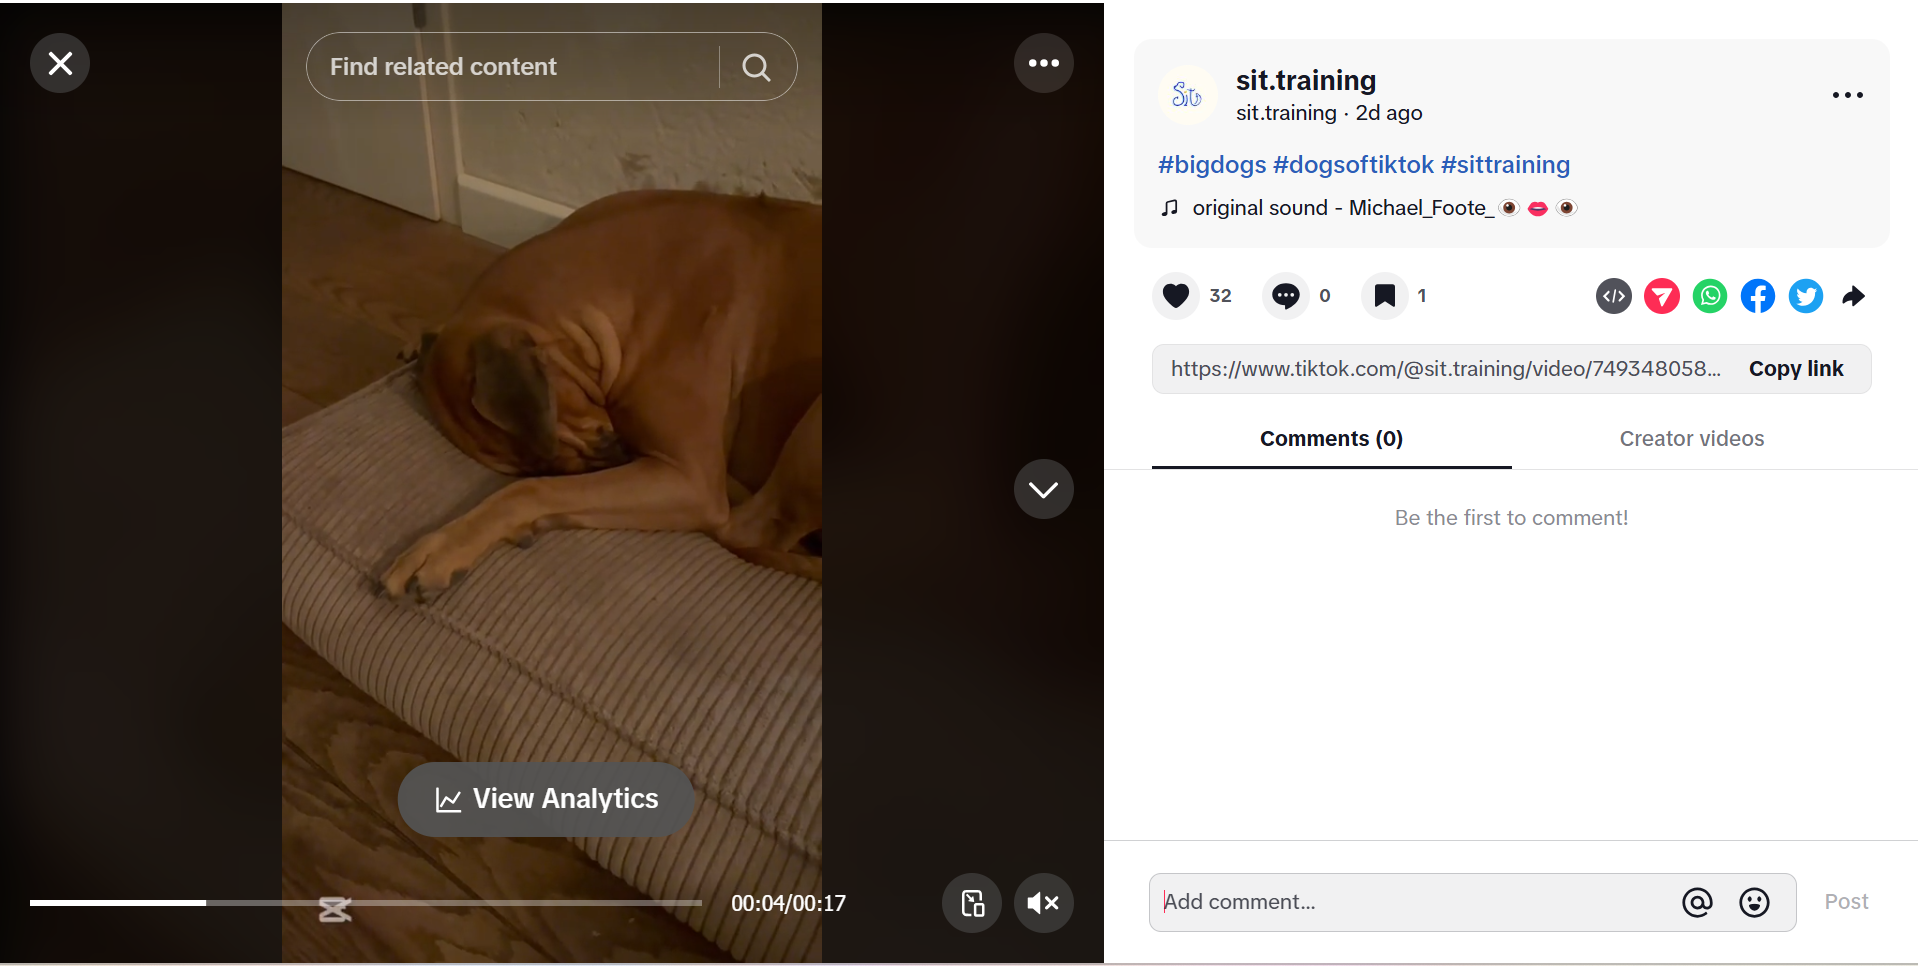 Find related content
View Analytics
00:04/00:17
Sit
sit.training
sit.training · 2d ago
#bigdogs #dogsoftiktok #sittraining
original sound - Michael_Foote_👁️👄👁️
32
0
1
https://www.tiktok.com/@sit.training/video/749348058...
Copy link
Comments (0)
Creator videos
Be the first to comment!
Add comment...
Post